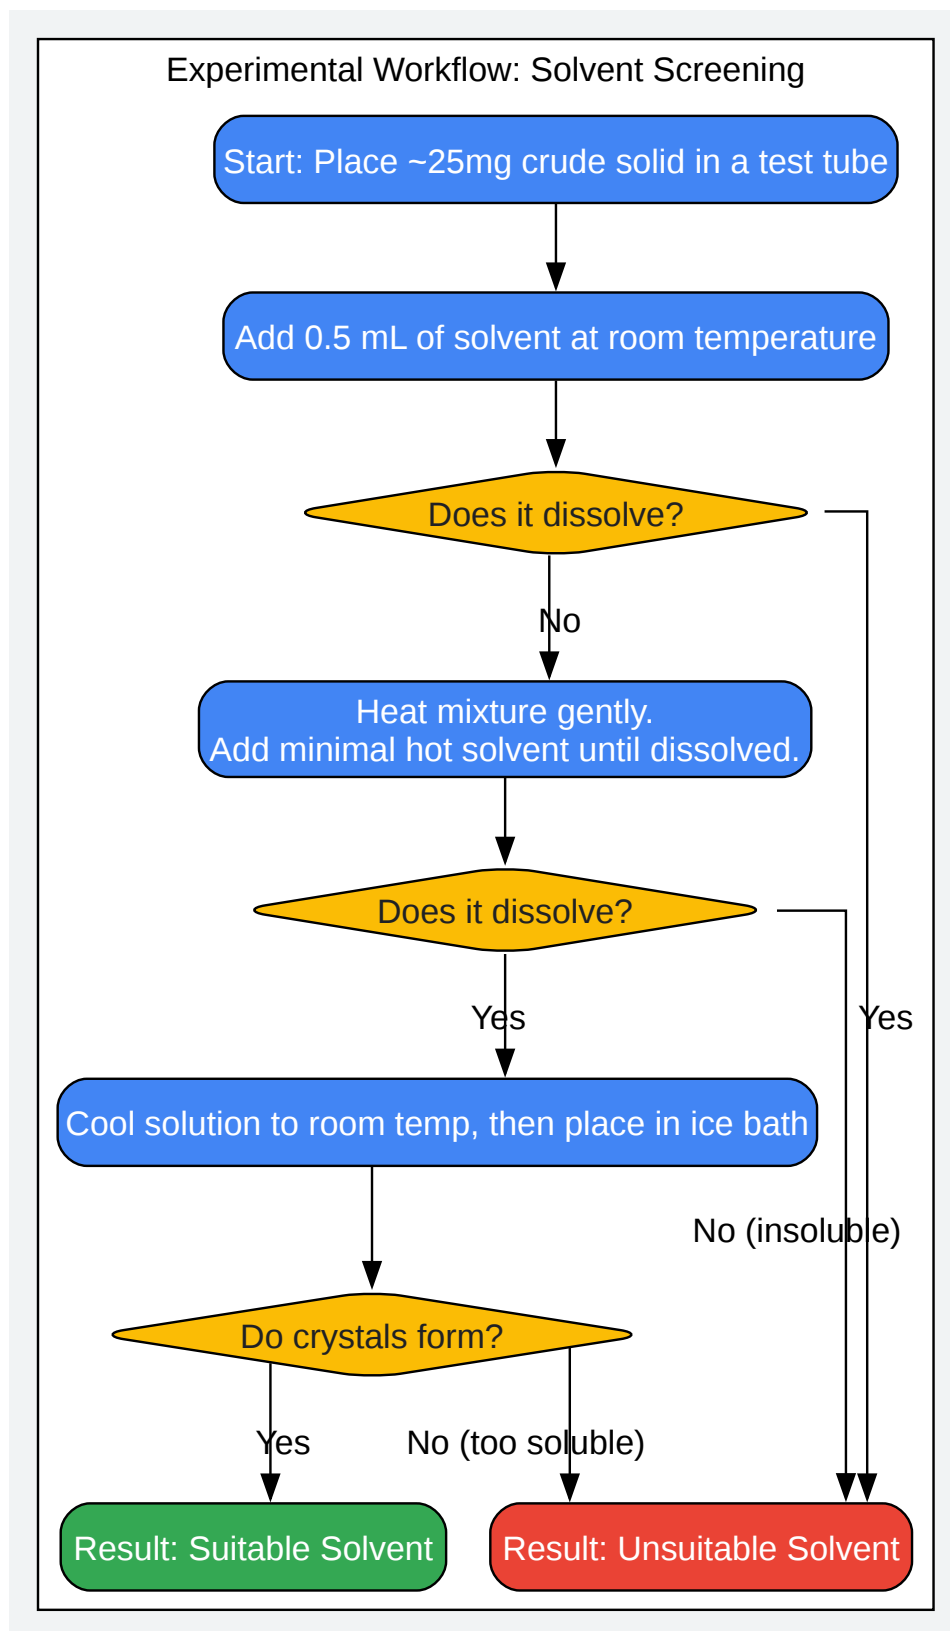 Experimental Workflow: Solvent Screening
Start: Place ~25mg crude solid in a test tube
Add 0.5 mL of solvent at room temperature
Does it dissolve?
No
Heat mixture gently.
Add minimal hot solvent until dissolved.
Does it dissolve?
Yes
Yes
Cool solution to room temp, then place in ice bath
No (insoluble)
Do crystals form?
Yes
No (too soluble)
Result: Suitable Solvent
Result: Unsuitable Solvent